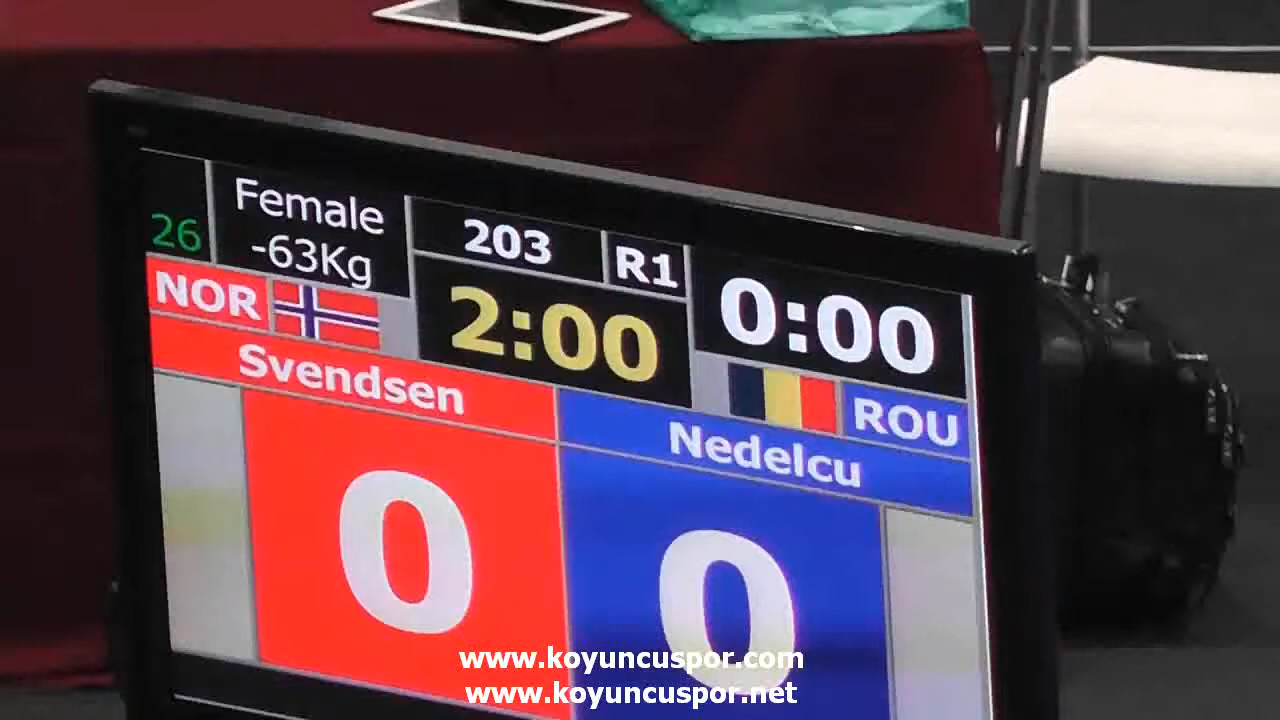 26
Female
-63Kg
203
R1
2:00
0:00
NOR
ROU
Svendsen
Nedelcu
0
0
www.koyuncuspor.com
www.koyuncuspor.net